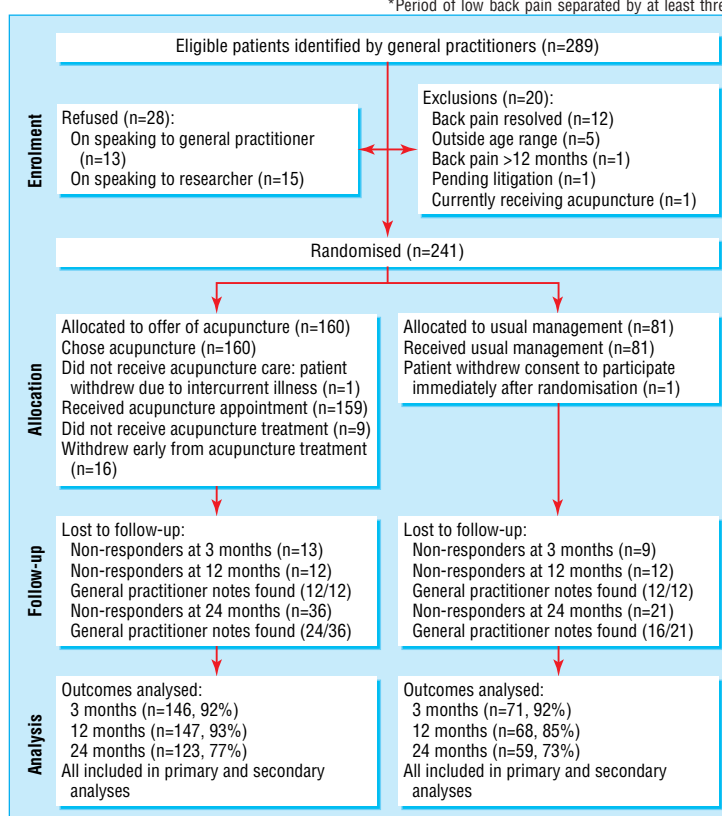 *Period of low back pain separated by at least thre
Eligible patients identified by general practitioners (n=289)
Enrolment
Refused (n=28):
On speaking to general practitioner
(n=13)
On speaking to researcher (n=15)
Exclusions (n=20):
Back pain resolved (n=12)
Outside age range (n=5)
Back pain >12 months (n=1)
Pending litigation (n=1)
Currently receiving acupuncture (n=1)
Randomised (n=241)
Allocation
Allocated to offer of acupuncture (n=160)
Chose acupuncture (n=160)
Did not receive acupuncture care: patient
withdrew due to intercurrent illness (n=1)
Received acupuncture appointment (n=159)
Did not receive acupuncture treatment (n=9)
Withdrew early from acupuncture treatment
(n=16)
Allocated to usual management (n=81)
Received usual management (n=81)
Patient withdrew consent to participate
immediately after randomisation (n=1)
Follow-up
Lost to follow-up:
Non-responders at 3 months (n=13)
Non-responders at 12 months (n=12)
General practitioner notes found (12/12)
Non-responders at 24 months (n=36)
General practitioner notes found (24/36)
Lost to follow-up:
Non-responders at 3 months (n=9)
Non-responders at 12 months (n=12)
General practitioner notes found (12/12)
Non-responders at 24 months (n=21)
General practitioner notes found (16/21)
Analysis
Outcomes analysed:
3 months (n=146, 92%)
12 months (n=147, 93%)
24 months (n=123, 77%)
All included in primary and secondary
analyses
Outcomes analysed:
3 months (n=71, 92%)
12 months (n=68, 85%)
24 months (n=59, 73%)
All included in primary and secondary
analyses